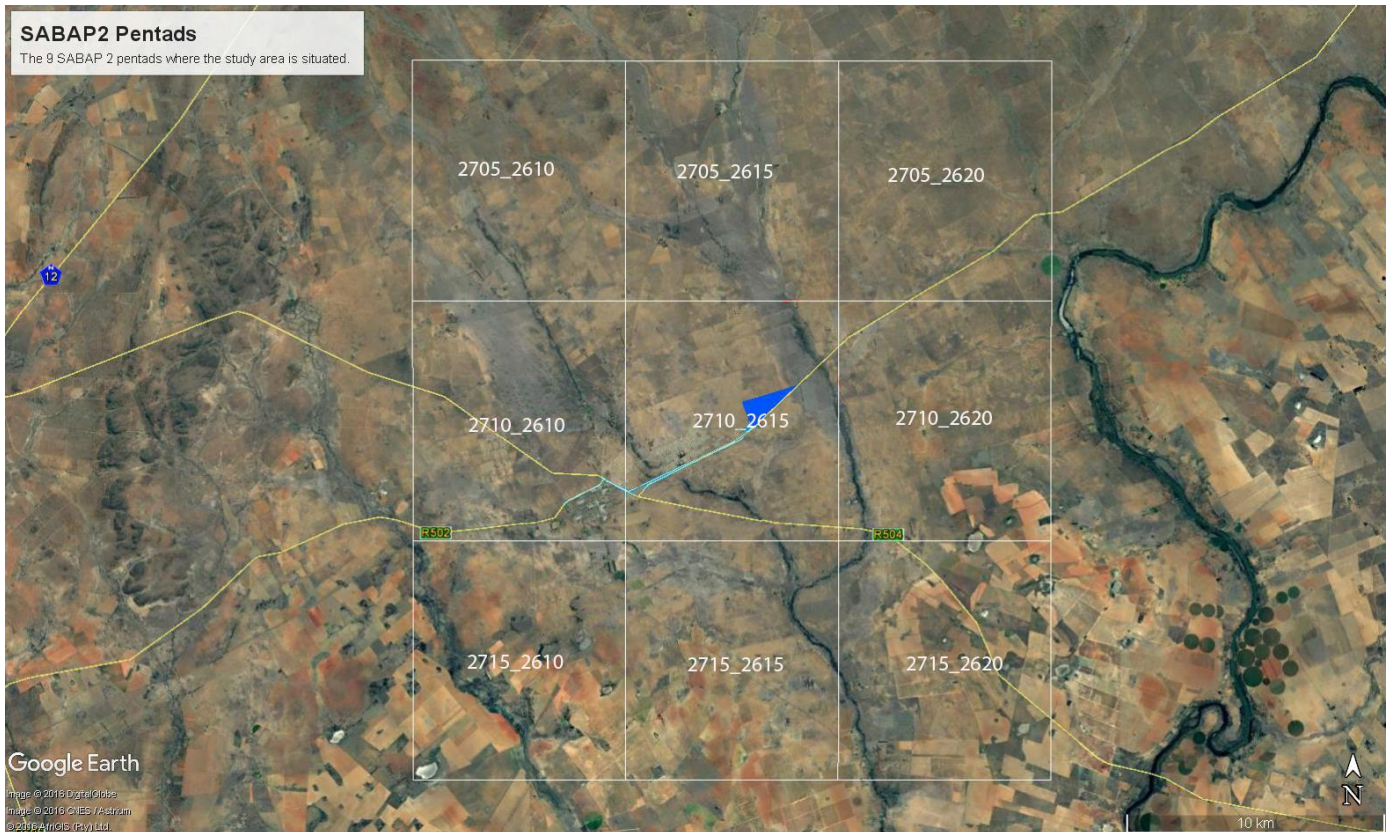 SABAP2 Pentads
The 9 SABAP 2 pentads where the study area is situated.
2705_2610
2705_2615
2705_2620
12
2710_2610
2710_2615
2710_2620
R502
R504
2715_2610
2715_2615
2715_2620
Google Earth
Image © 2016 DigitalGlobe
Image © 2016 CNES / Astrium
© 2016 AfriGIS (Pty) Ltd.
N
10 km